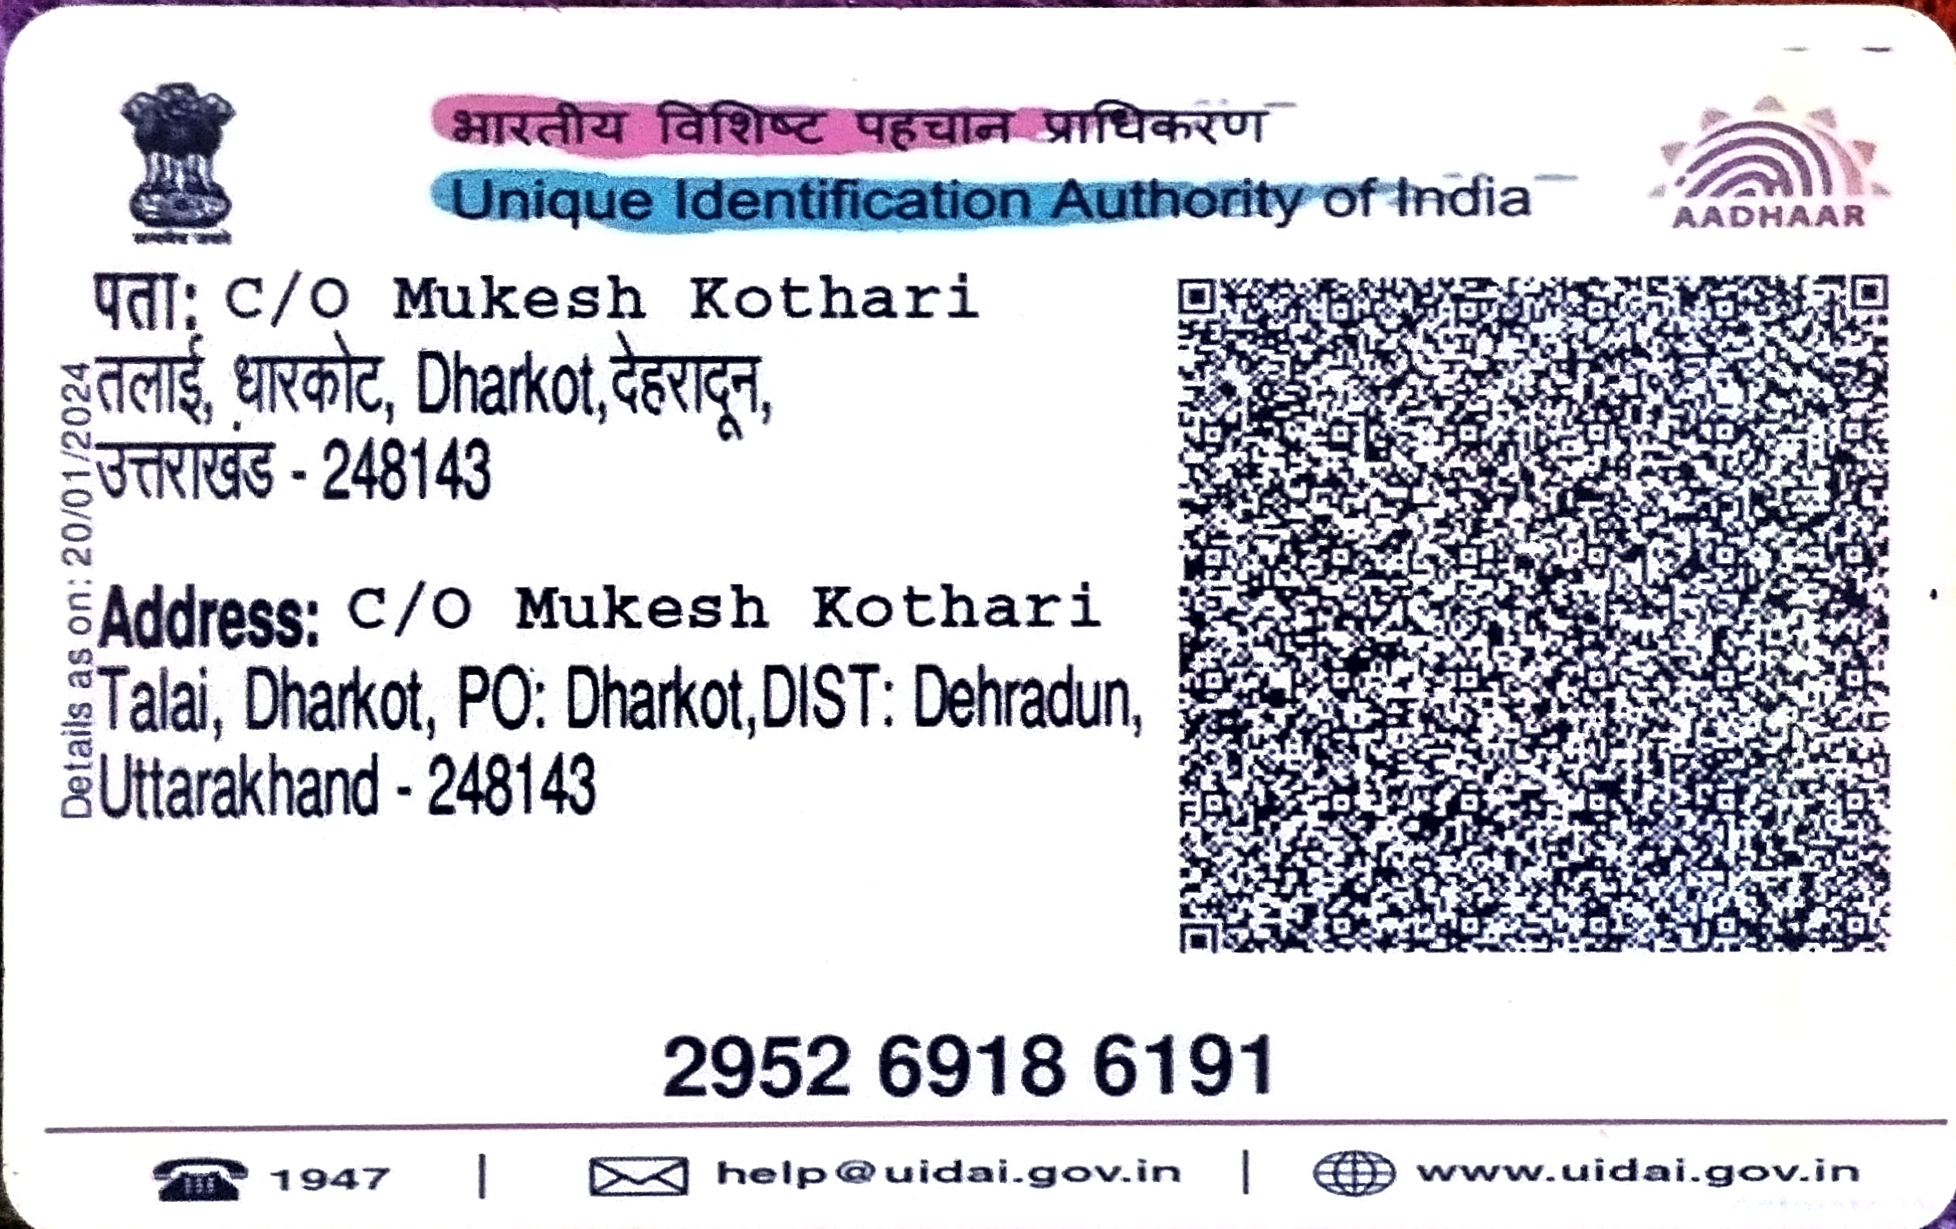 भारतीय विशिष्ट पहचान प्राधिकरण
Unique Identification Authority of India
AADHAAR
पता: C/O Mukesh Kothari
तलाई, धारकोट, Dharkot,देहरादून,
उत्तराखंड - 248143
Address: C/O Mukesh Kothari
Talai, Dharkot, PO: Dharkot,DIST: Dehradun,
Uttarakhand - 248143
Details as on: 20/01/2024
2952 6918 6191
1947 | help@uidai.gov.in | www.uidai.gov.in